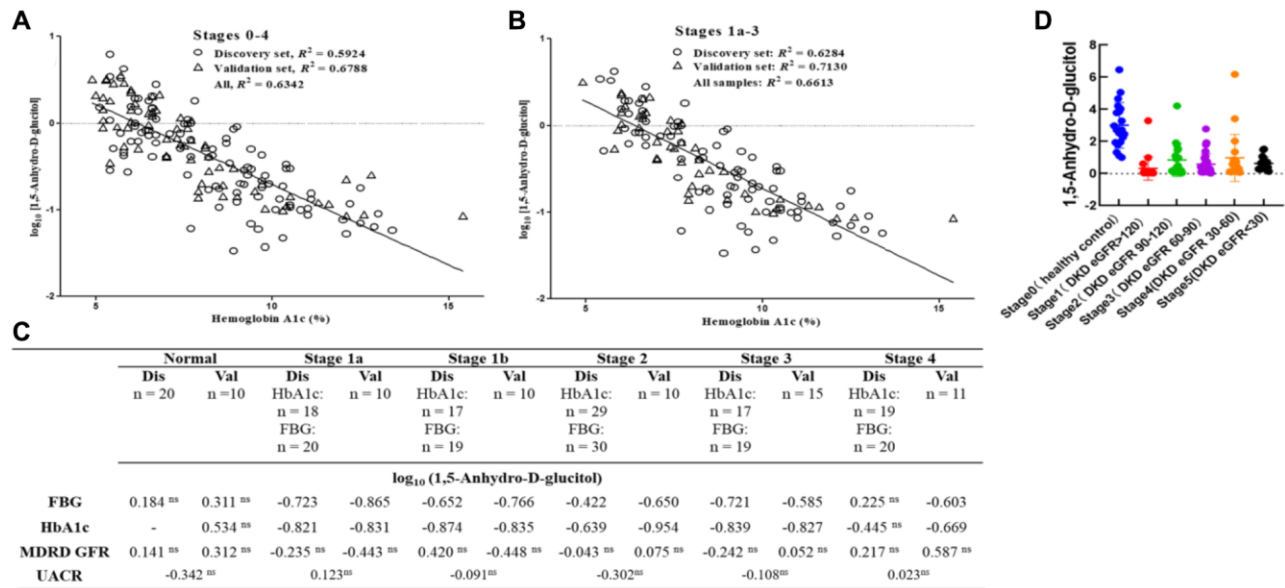 A
Stages 0-4
Discovery set, R² = 0.5924
Validation set, R² = 0.6788
All, R² = 0.6342
log₁₀ [1,5-Anhydro-D-glucitol]
1
0
-1
-2
5
10
15
Hemoglobin A1c (%)
B
Stages 1a-3
Discovery set: R² = 0.6284
Validation set: R² = 0.7130
All samples: R² = 0.6613
log₁₀ [1,5-Anhydro-D-glucitol]
1
0
-1
-2
5
10
15
Hemoglobin A1c (%)
D
1,5-Anhydro-D-glucitol
8
6
4
2
0
-2
Stage0( healthy control)
Stage1( DKD eGFR>120)
Stage2( DKD eGFR 90-120)
Stage3( DKD eGFR 60-90)
Stage4(DKD eGFR 30-60)
Stage5(DKD eGFR<30)
C
Normal Stage 1a Stage 1b Stage 2 Stage 3 Stage 4
Dis Val Dis Val Dis Val Dis Val Dis Val Dis Val
n = 20 n =10 HbA1c: n = 10 HbA1c: n = 10 HbA1c: n = 10 HbA1c: n = 15 HbA1c: n = 11
n = 18 n = 17 n = 29 n = 17 n = 19
FBG: FBG: FBG: FBG: FBG:
n = 20 n = 19 n = 30 n = 19 n = 20
log₁₀ (1,5-Anhydro-D-glucitol)
FBG 0.184 ns 0.311 ns -0.723 -0.865 -0.652 -0.766 -0.422 -0.650 -0.721 -0.585 0.225 ns -0.603
HbA1c - 0.534 ns -0.821 -0.831 -0.874 -0.835 -0.639 -0.954 -0.839 -0.827 -0.445 ns -0.669
MDRD GFR 0.141 ns 0.312 ns -0.235 ns -0.443 ns 0.420 ns -0.448 ns -0.043 ns 0.075 ns -0.242 ns 0.052 ns 0.217 ns 0.587 ns
UACR -0.342 ns 0.123ns -0.091ns -0.302ns -0.108ns 0.023ns